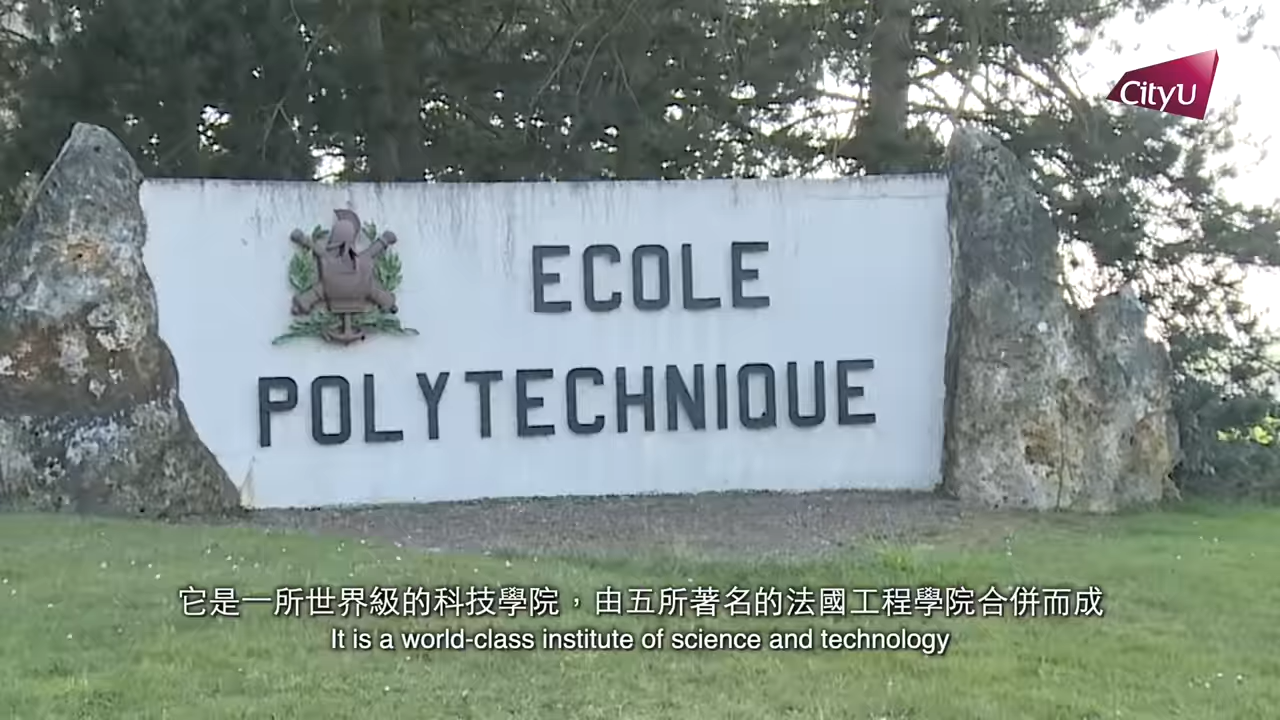 CityU
ECOLE
POLYTECHNIQUE
它是一所世界級的科技學院，由五所著名的法國工程學院合併而成
It is a world-class institute of science and technology